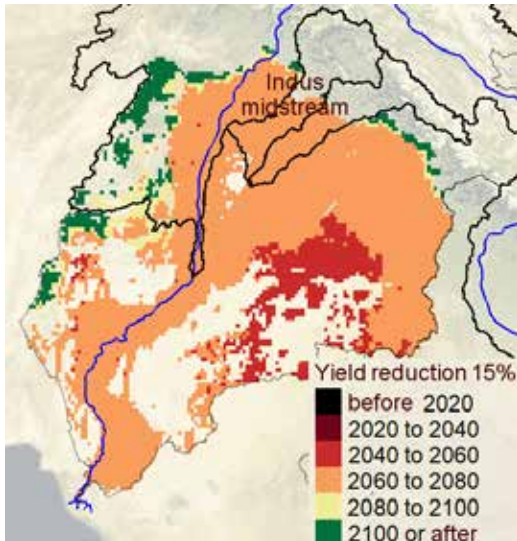 Indus
midstream
Yield reduction 15%
before 2020
2020 to 2040
2040 to 2060
2060 to 2080
2080 to 2100
2100 or after